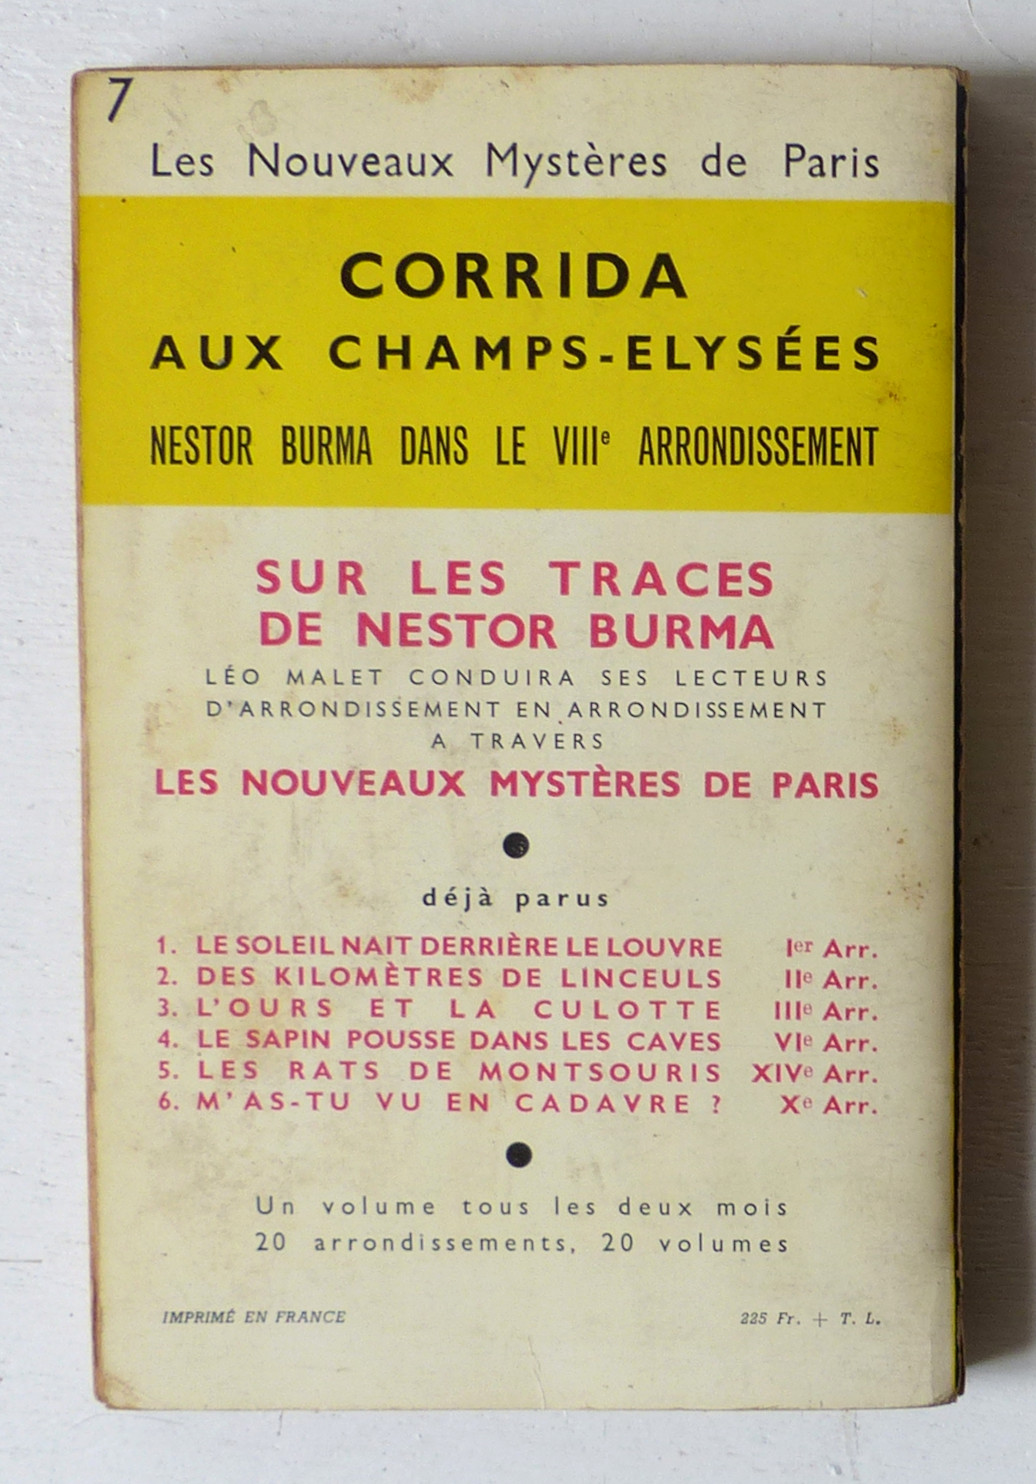 7
Les Nouveaux Mystères de Paris
CORRIDA
AUX CHAMPS-ELYSÉES
NESTOR BURMA DANS LE VIIIe ARRONDISSEMENT
SUR LES TRACES
DE NESTOR BURMA
LÉO MALET CONDUIRA SES LECTEURS
D'ARRONDISSEMENT EN ARRONDISSEMENT
A TRAVERS
LES NOUVEAUX MYSTÈRES DE PARIS
déjà parus
1. LE SOLEIL NAIT DERRIÈRE LE LOUVRE Ier Arr.
2. DES KILOMÈTRES DE LINCEULS IIe Arr.
3. L'OURS ET LA CULOTTE IIIe Arr.
4. LE SAPIN POUSSE DANS LES CAVES VIe Arr.
5. LES RATS DE MONTSOURIS XIVe Arr.
6. M'AS-TU VU EN CADAVRE ? Xe Arr.
Un volume tous les deux mois
20 arrondissements, 20 volumes
IMPRIMÉ EN FRANCE 225 Fr. + T. L.